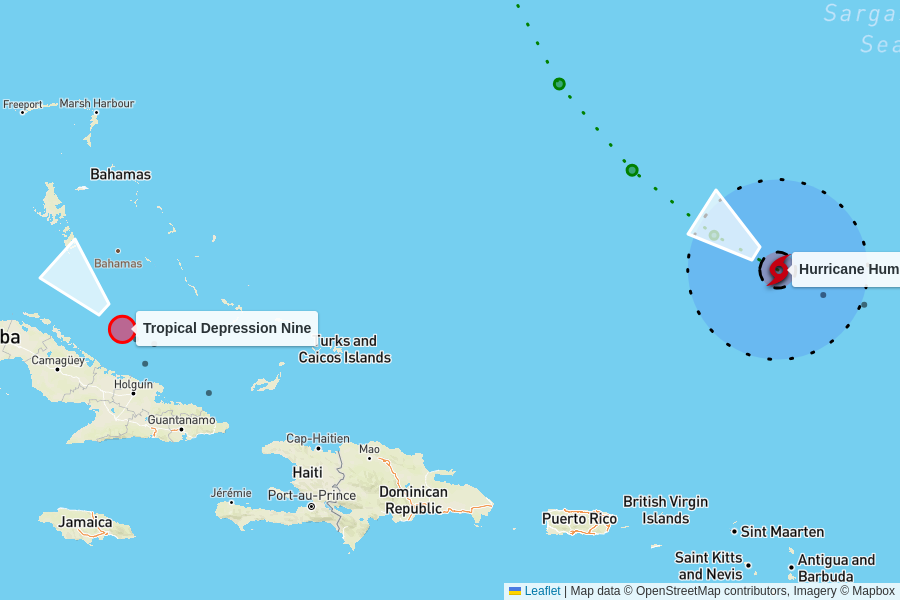 Sarga
Sea
Freeport
Marsh Harbour
Bahamas
Bahamas
Hurricane Hum
Tropical Depression Nine
Turks and
Caicos Islands
ba
Camagüey
Holguín
Guantanamo
Cap-Haitien
Mao
Haiti
Jérémie
Port-au-Prince
Dominican
Republic
Jamaica
Puerto Rico
British Virgin
Islands
Sint Maarten
Saint Kitts
and Nevis
Antigua and
Barbuda
Leaflet | Map data © OpenStreetMap contributors, Imagery © Mapbox